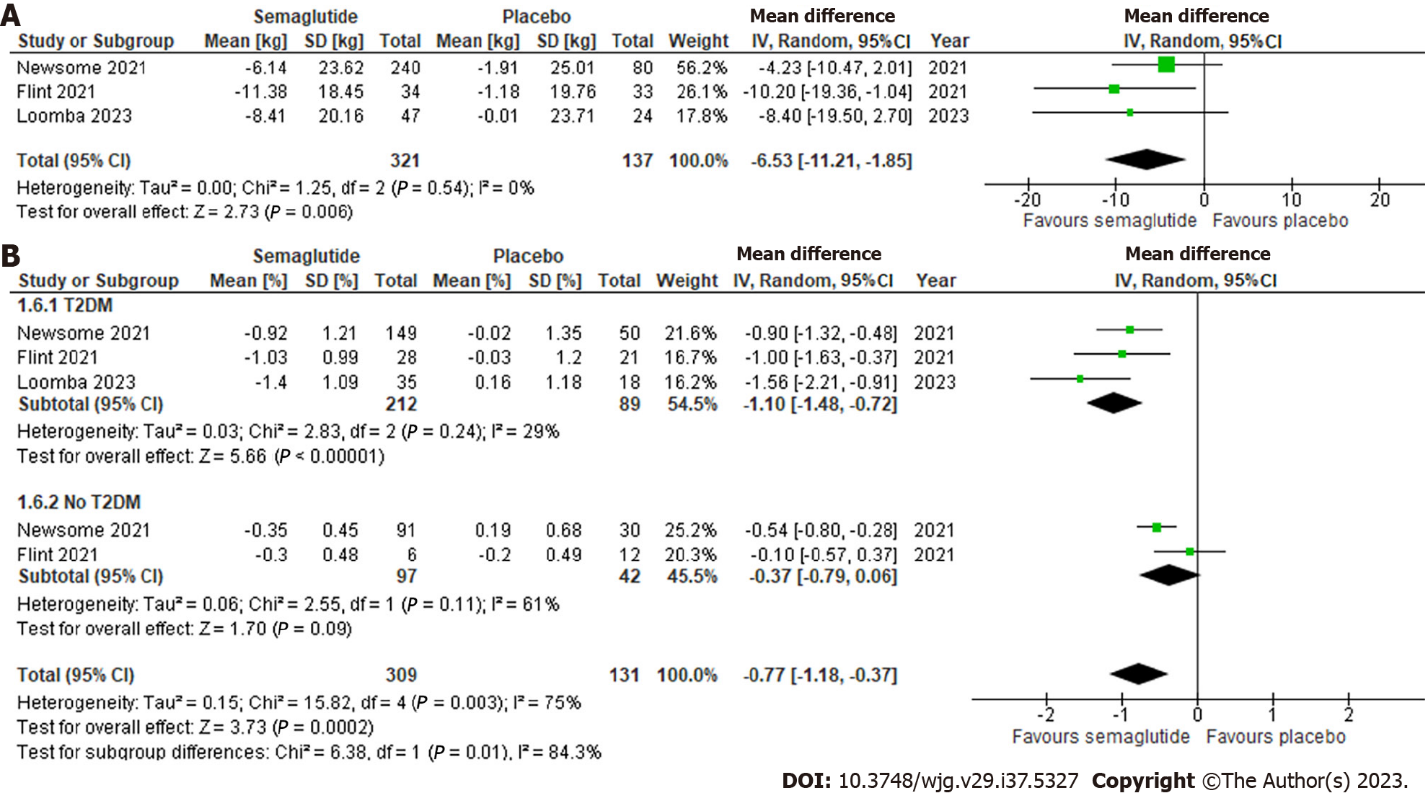 A
Semaglutide Placebo Mean difference Mean difference
Study or Subgroup Mean [kg] SD [kg] Total Mean [kg] SD [kg] Total Weight IV, Random, 95%CI Year IV, Random, 95%CI
Newsome 2021 -6.14 23.62 240 -1.91 25.01 80 56.2% -4.23 [-10.47, 2.01] 2021
Flint 2021 -11.38 18.45 34 -1.18 19.76 33 26.1% -10.20 [-19.36, -1.04] 2021
Loomba 2023 -8.41 20.16 47 -0.01 23.71 24 17.8% -8.40 [-19.50, 2.70] 2023
Total (95% CI) 321 137 100.0% -6.53 [-11.21, -1.85]
Heterogeneity: Tau² = 0.00; Chi² = 1.25, df = 2 (P = 0.54); I² = 0%
Test for overall effect: Z = 2.73 (P = 0.006)
-20 -10 0 10 20
Favours semaglutide Favours placebo
B
Semaglutide Placebo Mean difference Mean difference
Study or Subgroup Mean [%] SD [%] Total Mean [%] SD [%] Total Weight IV, Random, 95%CI Year IV, Random, 95%CI
1.6.1 T2DM
Newsome 2021 -0.92 1.21 149 -0.02 1.35 50 21.6% -0.90 [-1.32, -0.48] 2021
Flint 2021 -1.03 0.99 28 -0.03 1.2 21 16.7% -1.00 [-1.63, -0.37] 2021
Loomba 2023 -1.4 1.09 35 0.16 1.18 18 16.2% -1.56 [-2.21, -0.91] 2023
Subtotal (95% CI) 212 89 54.5% -1.10 [-1.48, -0.72]
Heterogeneity: Tau² = 0.03; Chi² = 2.83, df = 2 (P = 0.24); I² = 29%
Test for overall effect: Z = 5.66 (P < 0.00001)
1.6.2 No T2DM
Newsome 2021 -0.35 0.45 91 0.19 0.68 30 25.2% -0.54 [-0.80, -0.28] 2021
Flint 2021 -0.3 0.48 6 -0.2 0.49 12 20.3% -0.10 [-0.57, 0.37] 2021
Subtotal (95% CI) 97 42 45.5% -0.37 [-0.79, 0.06]
Heterogeneity: Tau² = 0.06; Chi² = 2.55, df = 1 (P = 0.11); I² = 61%
Test for overall effect: Z = 1.70 (P = 0.09)
Total (95% CI) 309 131 100.0% -0.77 [-1.18, -0.37]
Heterogeneity: Tau² = 0.15; Chi² = 15.82, df = 4 (P = 0.003); I² = 75%
Test for overall effect: Z = 3.73 (P = 0.0002)
Test for subgroup differences: Chi² = 6.38, df = 1 (P = 0.01), I² = 84.3%
-2 -1 0 1 2
Favours semaglutide Favours placebo
DOI: 10.3748/wjg.v29.i37.5327 Copyright ©The Author(s) 2023.